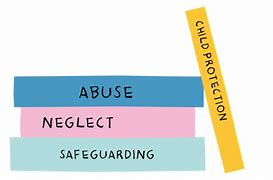 ABUSE
NEGLECT
SAFEGUARDING
CHILD PROTECTION